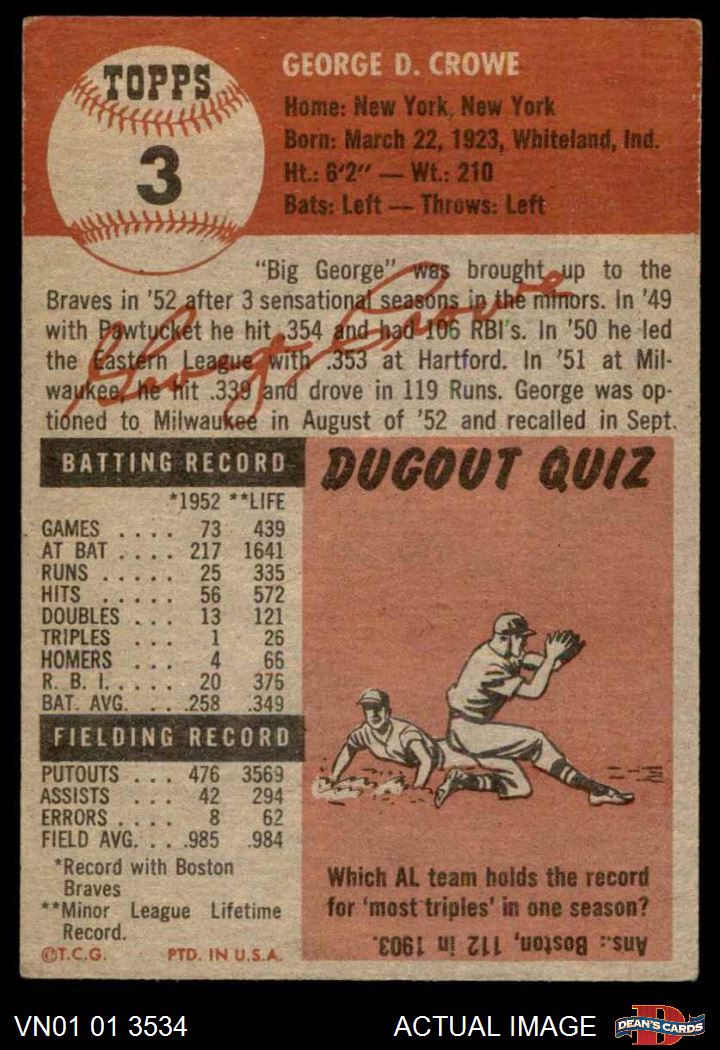 TOPPS
3
GEORGE D. CROWE
Home: New York, New York
Born: March 22, 1923, Whiteland, Ind.
Ht.: 6'2" — Wt.: 210
Bats: Left — Throws: Left
"Big George" was brought up to the
Braves in '52 after 3 sensational seasons in the minors. In '49
with Pawtucket he hit .354 and had 106 RBI's. In '50 he led
the Eastern League with .353 at Hartford. In '51 at Mil-
waukee, he hit .339 and drove in 119 Runs. George was op-
tioned to Milwaukee in August of '52 and recalled in Sept.
George Crowe
BATTING RECORD
*1952 **LIFE
GAMES .... 73 439
AT BAT .... 217 1641
RUNS ..... 25 335
HITS ..... 56 572
DOUBLES ... 13 121
TRIPLES ... 1 26
HOMERS ... 4 66
R. B. I. .... 20 376
BAT. AVG. ... .258 .349
FIELDING RECORD
PUTOUTS ... 476 3569
ASSISTS ... 42 294
ERRORS .... 8 62
FIELD AVG. ... .985 .984
*Record with Boston
Braves
**Minor League Lifetime
Record.
©T.C.G. PTD. IN U.S.A.
DUGOUT QUIZ
Which AL team holds the record
for 'most triples' in one season?
Ans.: Boston, 112 in 1903.
VN01 01 3534
ACTUAL IMAGE
DEAN'S CARDS